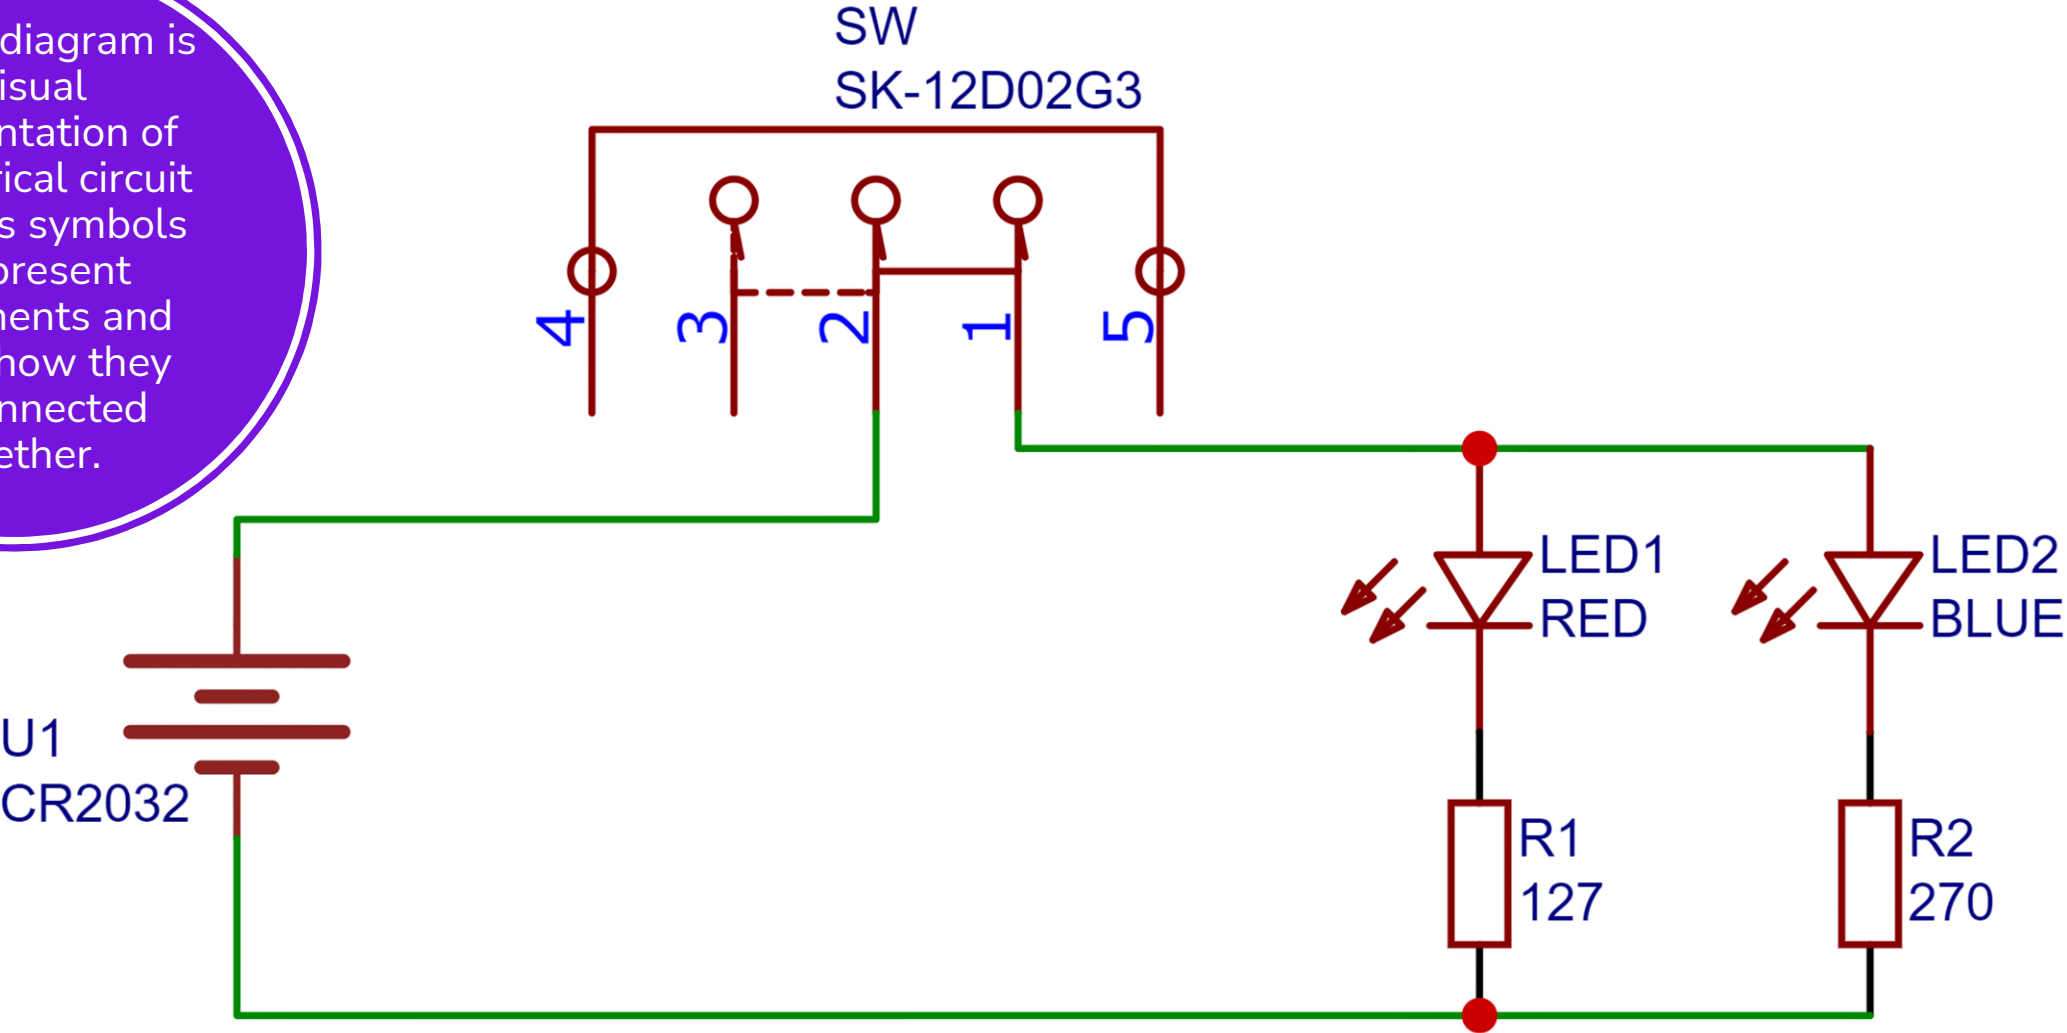 diagram is
isual
ntation of
rical circuit
s symbols
present
nents and
how they
nnected
ether.
SW
SK-12D02G3
4
3
2
1
5
LED1
RED
LED2
BLUE
U1
CR2032
R1
127
R2
270